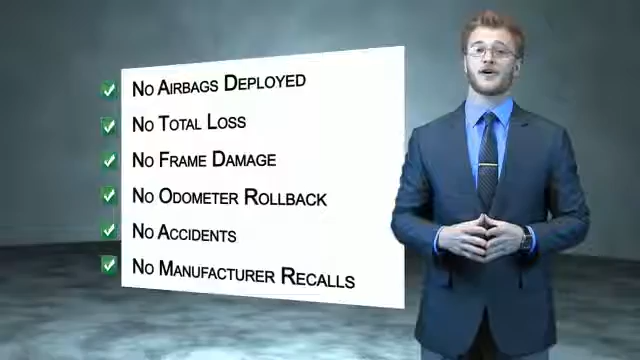 No Airbags Deployed
No Total Loss
No Frame Damage
No Odometer Rollback
No Accidents
No Manufacturer Recalls